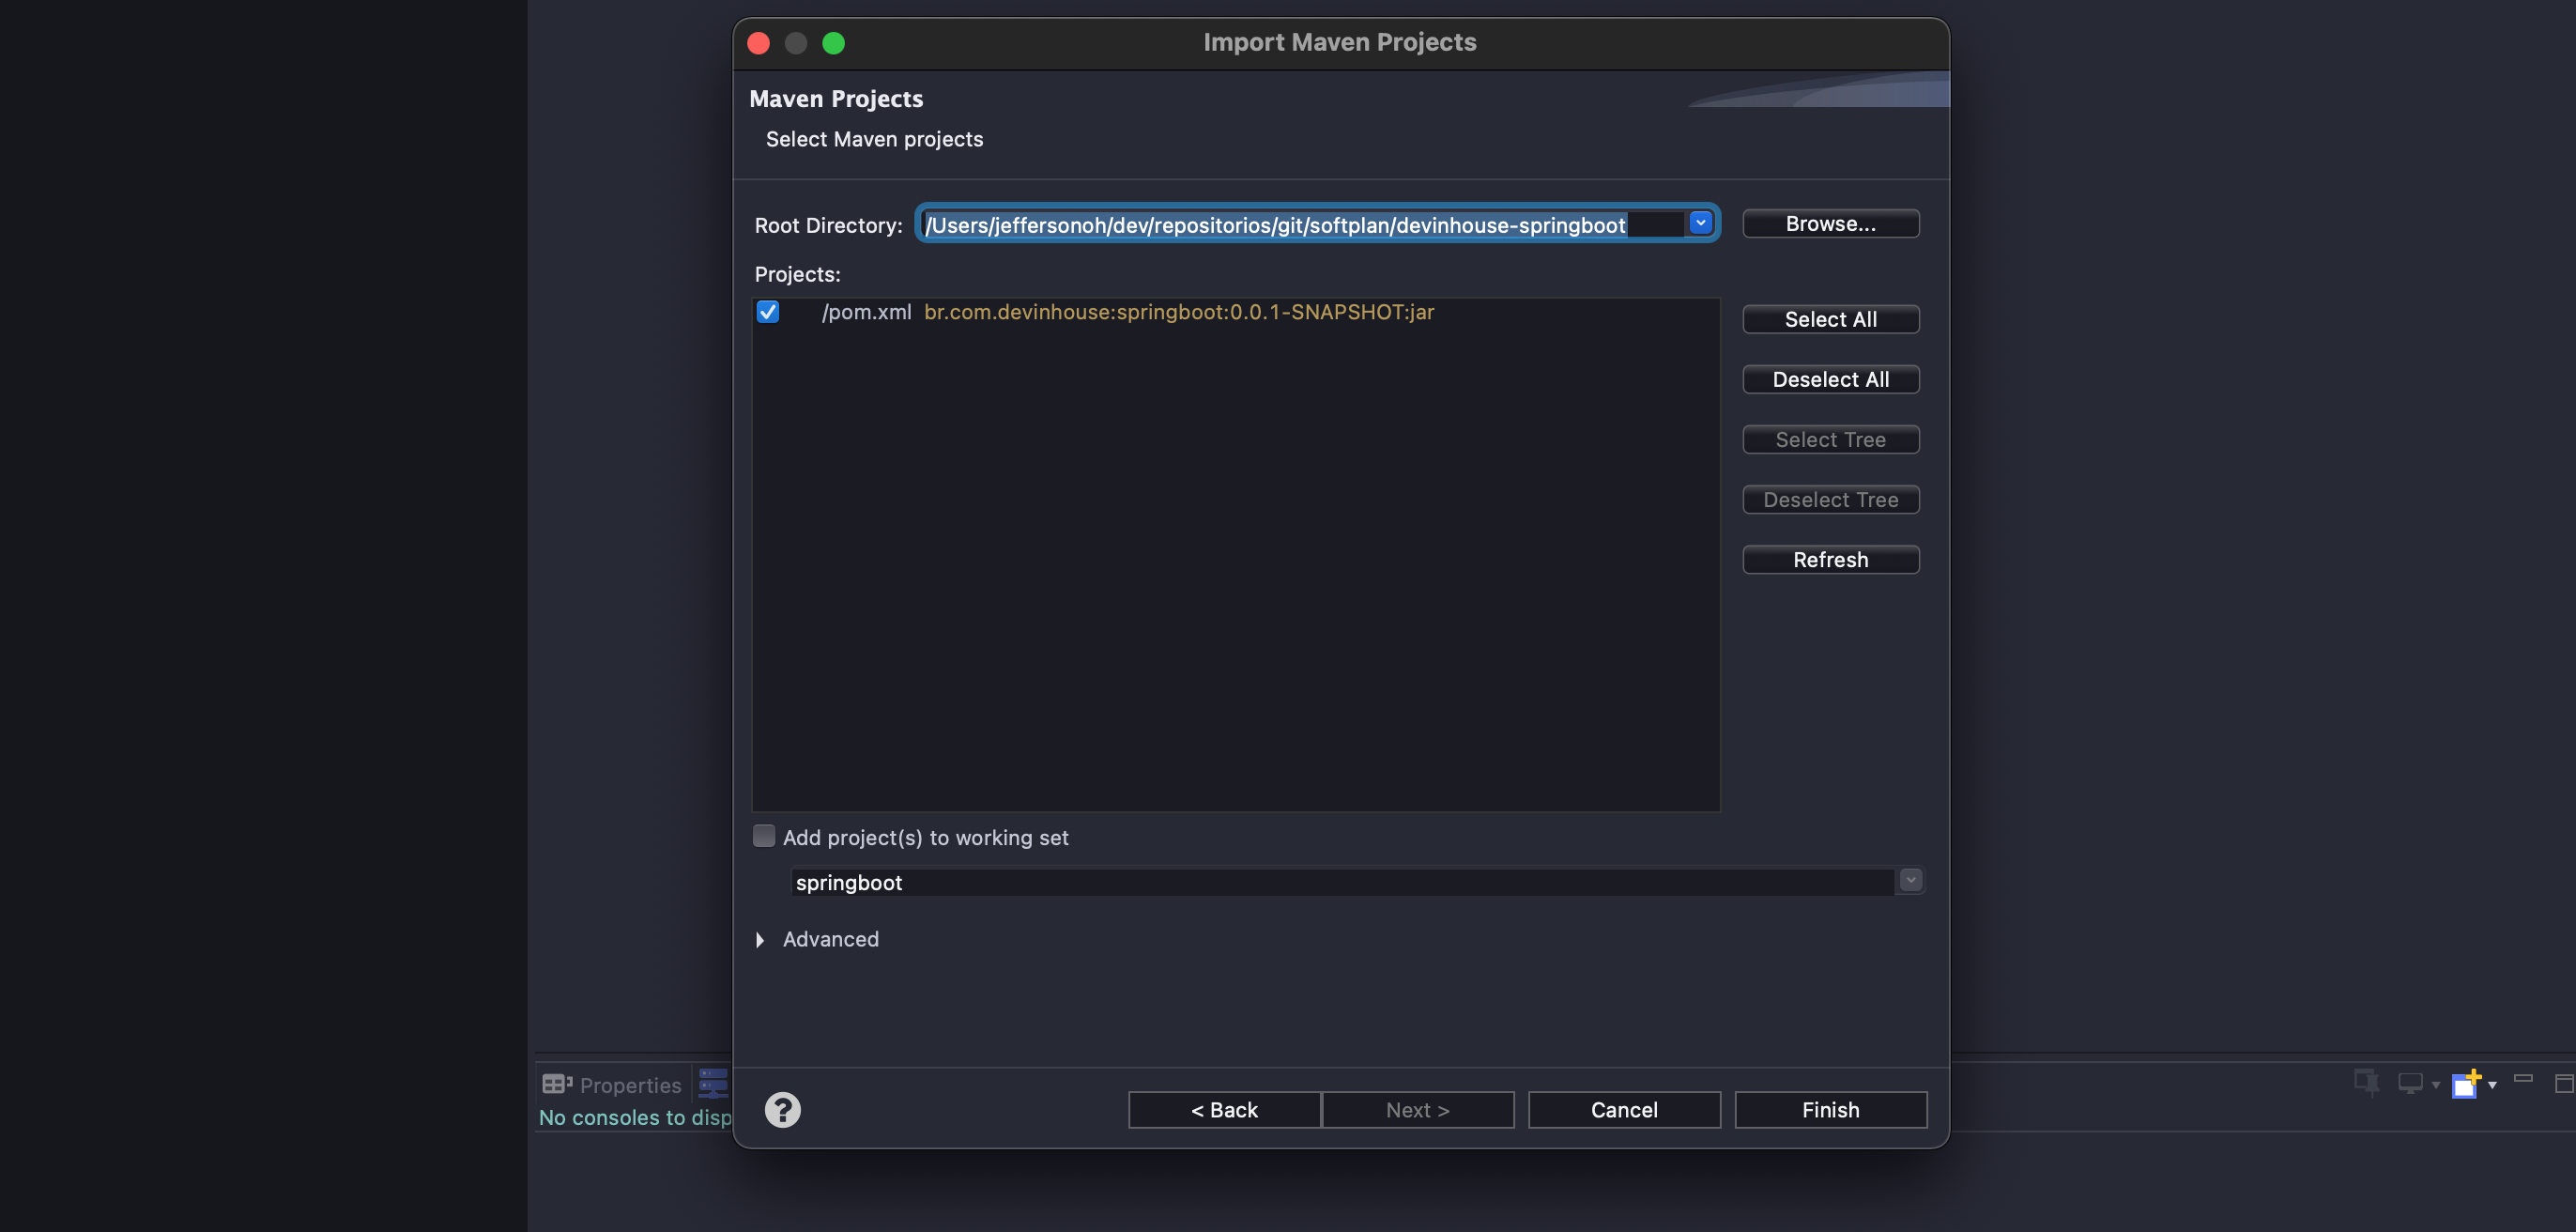 Import Maven Projects
Maven Projects
Select Maven projects
Root Directory: /Users/jeffersonoh/dev/repositorios/git/softplan/devinhouse-springboot Browse...
Projects:
/pom.xml br.com.devinhouse:springboot:0.0.1-SNAPSHOT:jar
Select All
Deselect All
Select Tree
Deselect Tree
Refresh
Add project(s) to working set
springboot
Advanced
Properties
No consoles to disp
? < Back Next > Cancel Finish